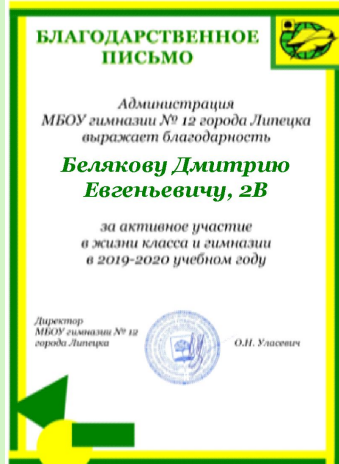 БЛАГОДАРСТВЕННОЕ
ПИСЬМО
Администрация
МБОУ гимназии № 12 города Липецка
выражает благодарность
Белякову Дмитрию
Евгеньевичу, 2В
за активное участие
в жизни класса и гимназии
в 2019-2020 учебном году
Директор
МБОУ гимназии № 12
города Липецка
О.Н. Уласевич